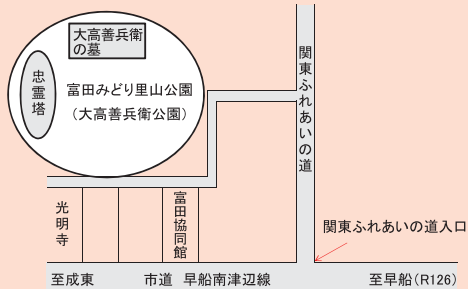 大高善兵衛
の墓
忠霊塔
富田みどり里山公園
（大高善兵衛公園）
関東ふれあいの道
光明寺
富田協同館
関東ふれあいの道入口
至成東
市道 早船南津辺線
至早船（R126）